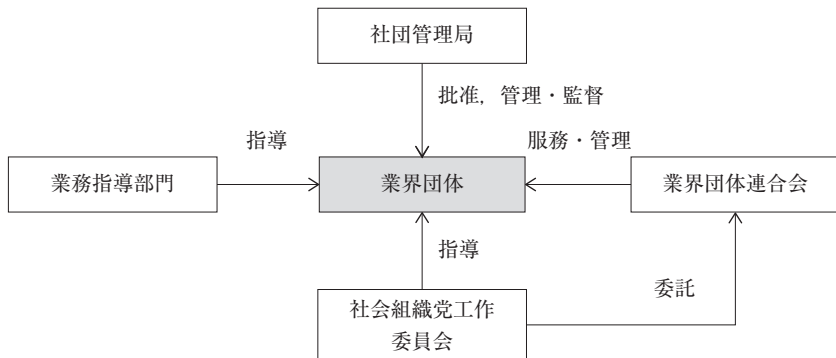 社団管理局
批准，管理・監督
指導
服務・管理
業務指導部門
業界団体
業界団体連合会
指導
委託
社会組織党工作
委員会